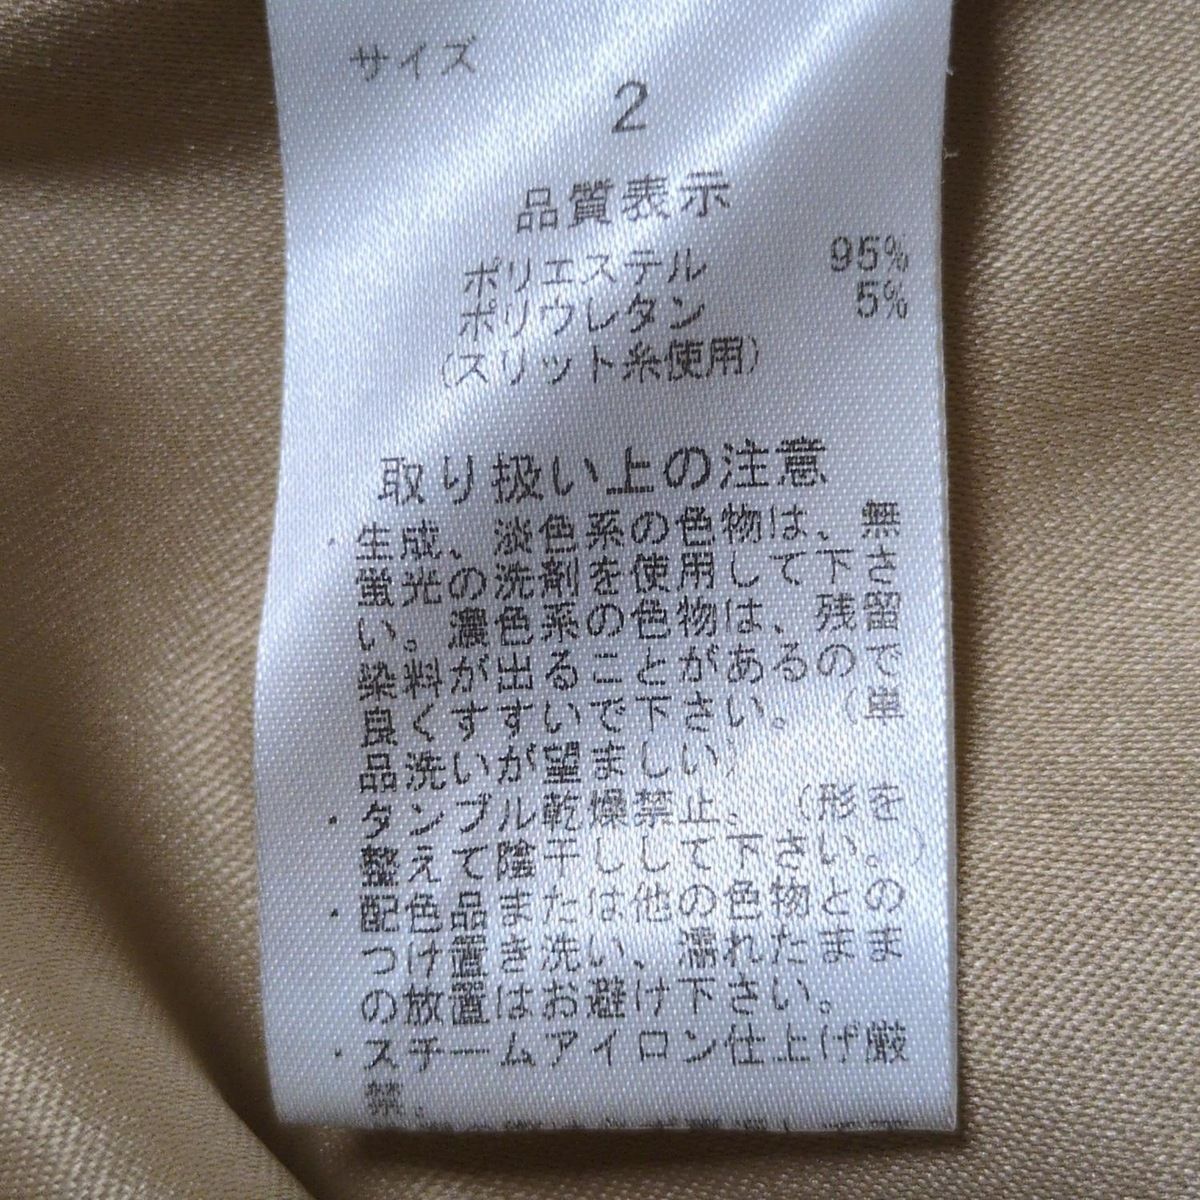 サイズ
2
品質表示
ポリエステル 95%
ポリウレタン 5%
(スリット糸使用)
取り扱い上の注意
・生成、淡色系の色物は、無
蛍光の洗剤を使用して下さ
い。濃色系の色物は、残留
染料が出ることがあるので
良くすすいで下さい。(単
品洗いが望ましい)
・タンブル乾燥禁止。(形を
整えて陰干しして下さい。)
・配色品または他の色物との
つけ置き洗い、濡れたまま
の放置はお避け下さい。
・スチームアイロン仕上げ厳
禁。